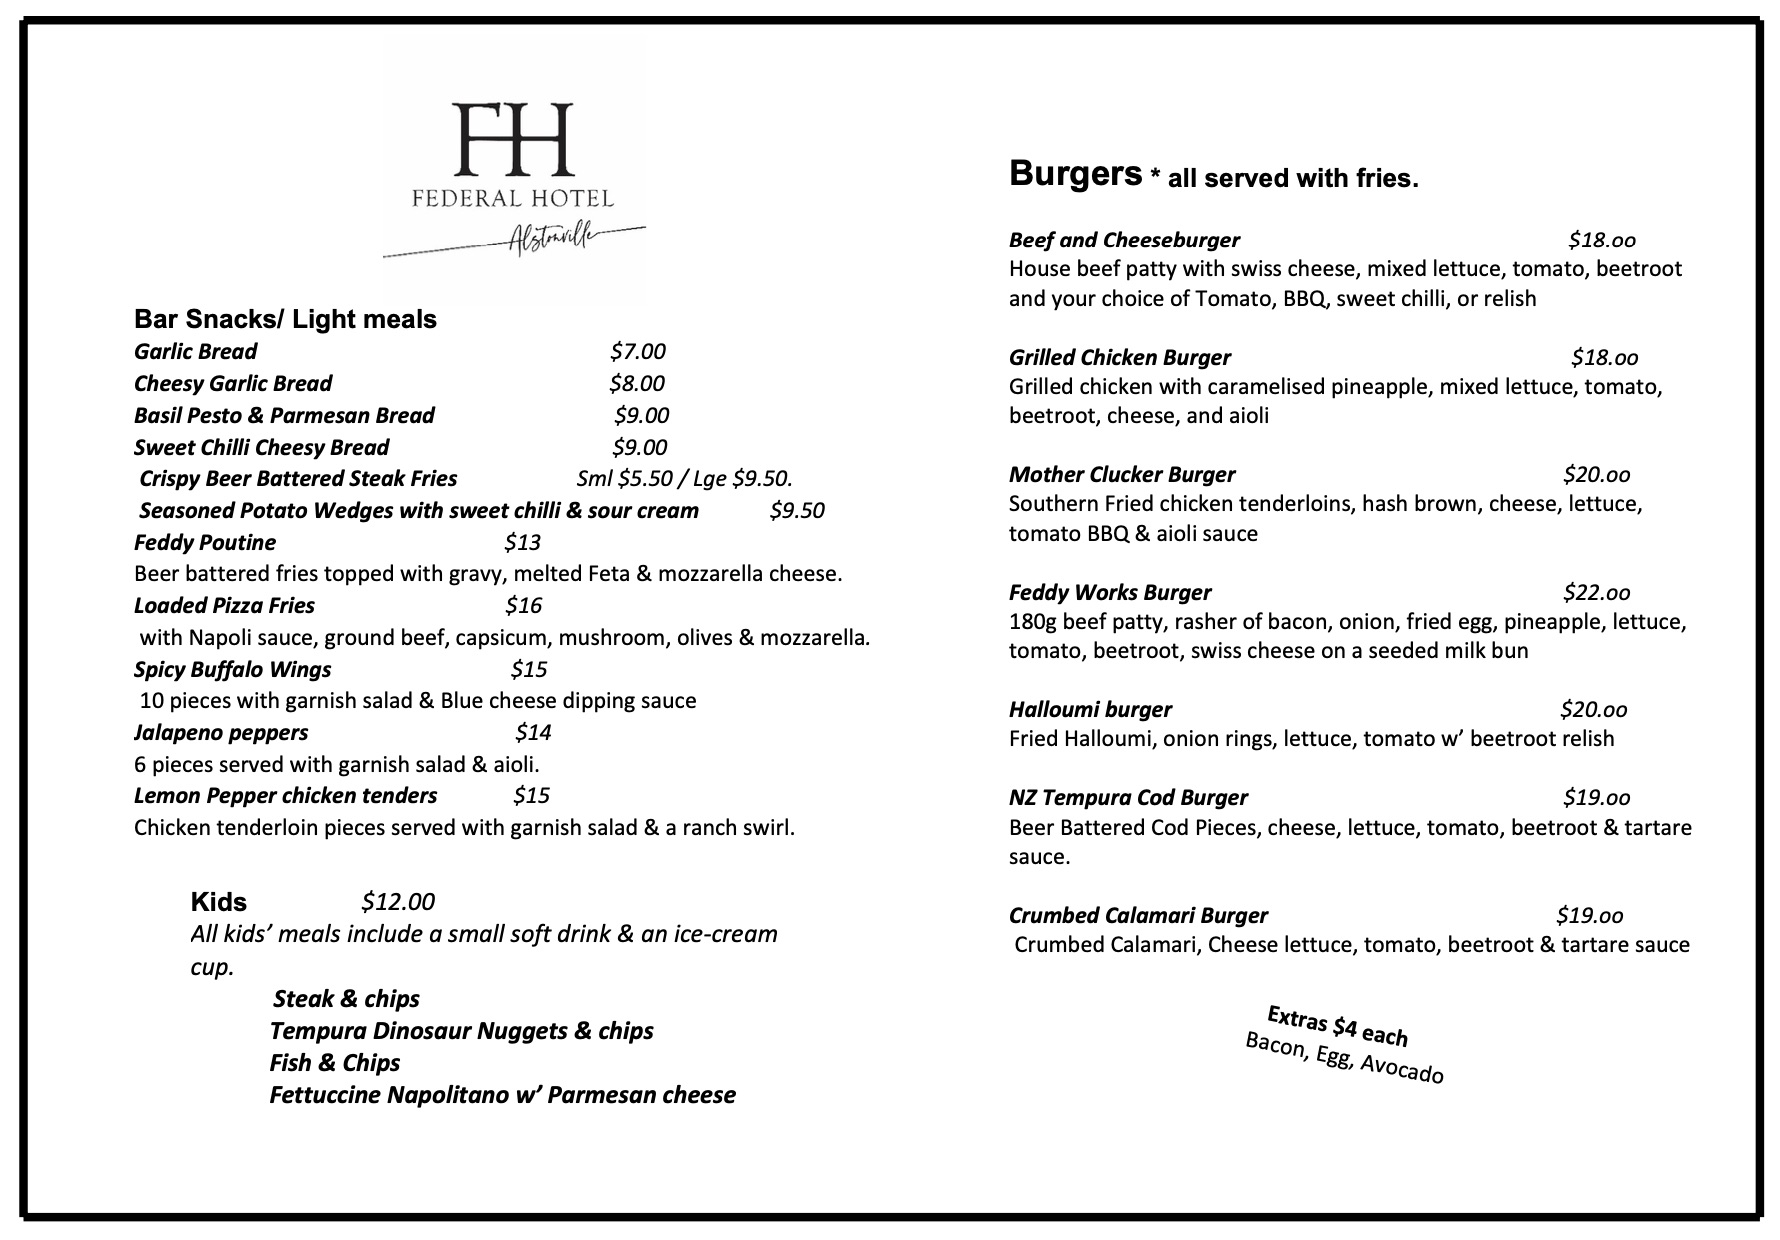 FH
FEDERAL HOTEL
Alstonville
Bar Snacks/ Light meals
Garlic Bread $7.00
Cheesy Garlic Bread $8.00
Basil Pesto & Parmesan Bread $9.00
Sweet Chilli Cheesy Bread $9.00
Crispy Beer Battered Steak Fries Sml $5.50 / Lge $9.50.
Seasoned Potato Wedges with sweet chilli & sour cream $9.50
Feddy Poutine $13
Beer battered fries topped with gravy, melted Feta & mozzarella cheese.
Loaded Pizza Fries $16
with Napoli sauce, ground beef, capsicum, mushroom, olives & mozzarella.
Spicy Buffalo Wings $15
10 pieces with garnish salad & Blue cheese dipping sauce
Jalapeno peppers $14
6 pieces served with garnish salad & aioli.
Lemon Pepper chicken tenders $15
Chicken tenderloin pieces served with garnish salad & a ranch swirl.
Kids $12.00
All kids’ meals include a small soft drink & an ice-cream
cup.
Steak & chips
Tempura Dinosaur Nuggets & chips
Fish & Chips
Fettuccine Napolitano w’ Parmesan cheese
Burgers * all served with fries.
Beef and Cheeseburger $18.oo
House beef patty with swiss cheese, mixed lettuce, tomato, beetroot
and your choice of Tomato, BBQ, sweet chilli, or relish
Grilled Chicken Burger $18.oo
Grilled chicken with caramelised pineapple, mixed lettuce, tomato,
beetroot, cheese, and aioli
Mother Clucker Burger $20.oo
Southern Fried chicken tenderloins, hash brown, cheese, lettuce,
tomato BBQ & aioli sauce
Feddy Works Burger $22.oo
180g beef patty, rasher of bacon, onion, fried egg, pineapple, lettuce,
tomato, beetroot, swiss cheese on a seeded milk bun
Halloumi burger $20.oo
Fried Halloumi, onion rings, lettuce, tomato w’ beetroot relish
NZ Tempura Cod Burger $19.oo
Beer Battered Cod Pieces, cheese, lettuce, tomato, beetroot & tartare
sauce.
Crumbed Calamari Burger $19.oo
Crumbed Calamari, Cheese lettuce, tomato, beetroot & tartare sauce
Extras $4 each
Bacon, Egg, Avocado